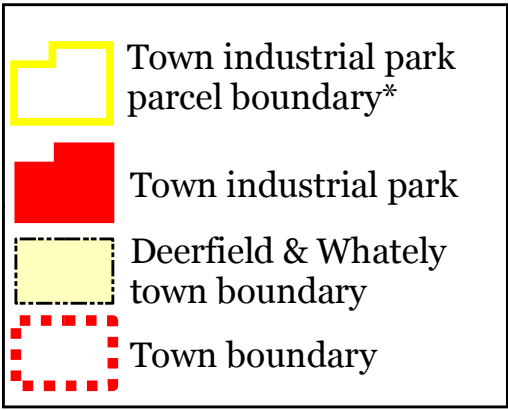 Town industrial park
parcel boundary*
Town industrial park
Deerfield & Whately
town boundary
Town boundary